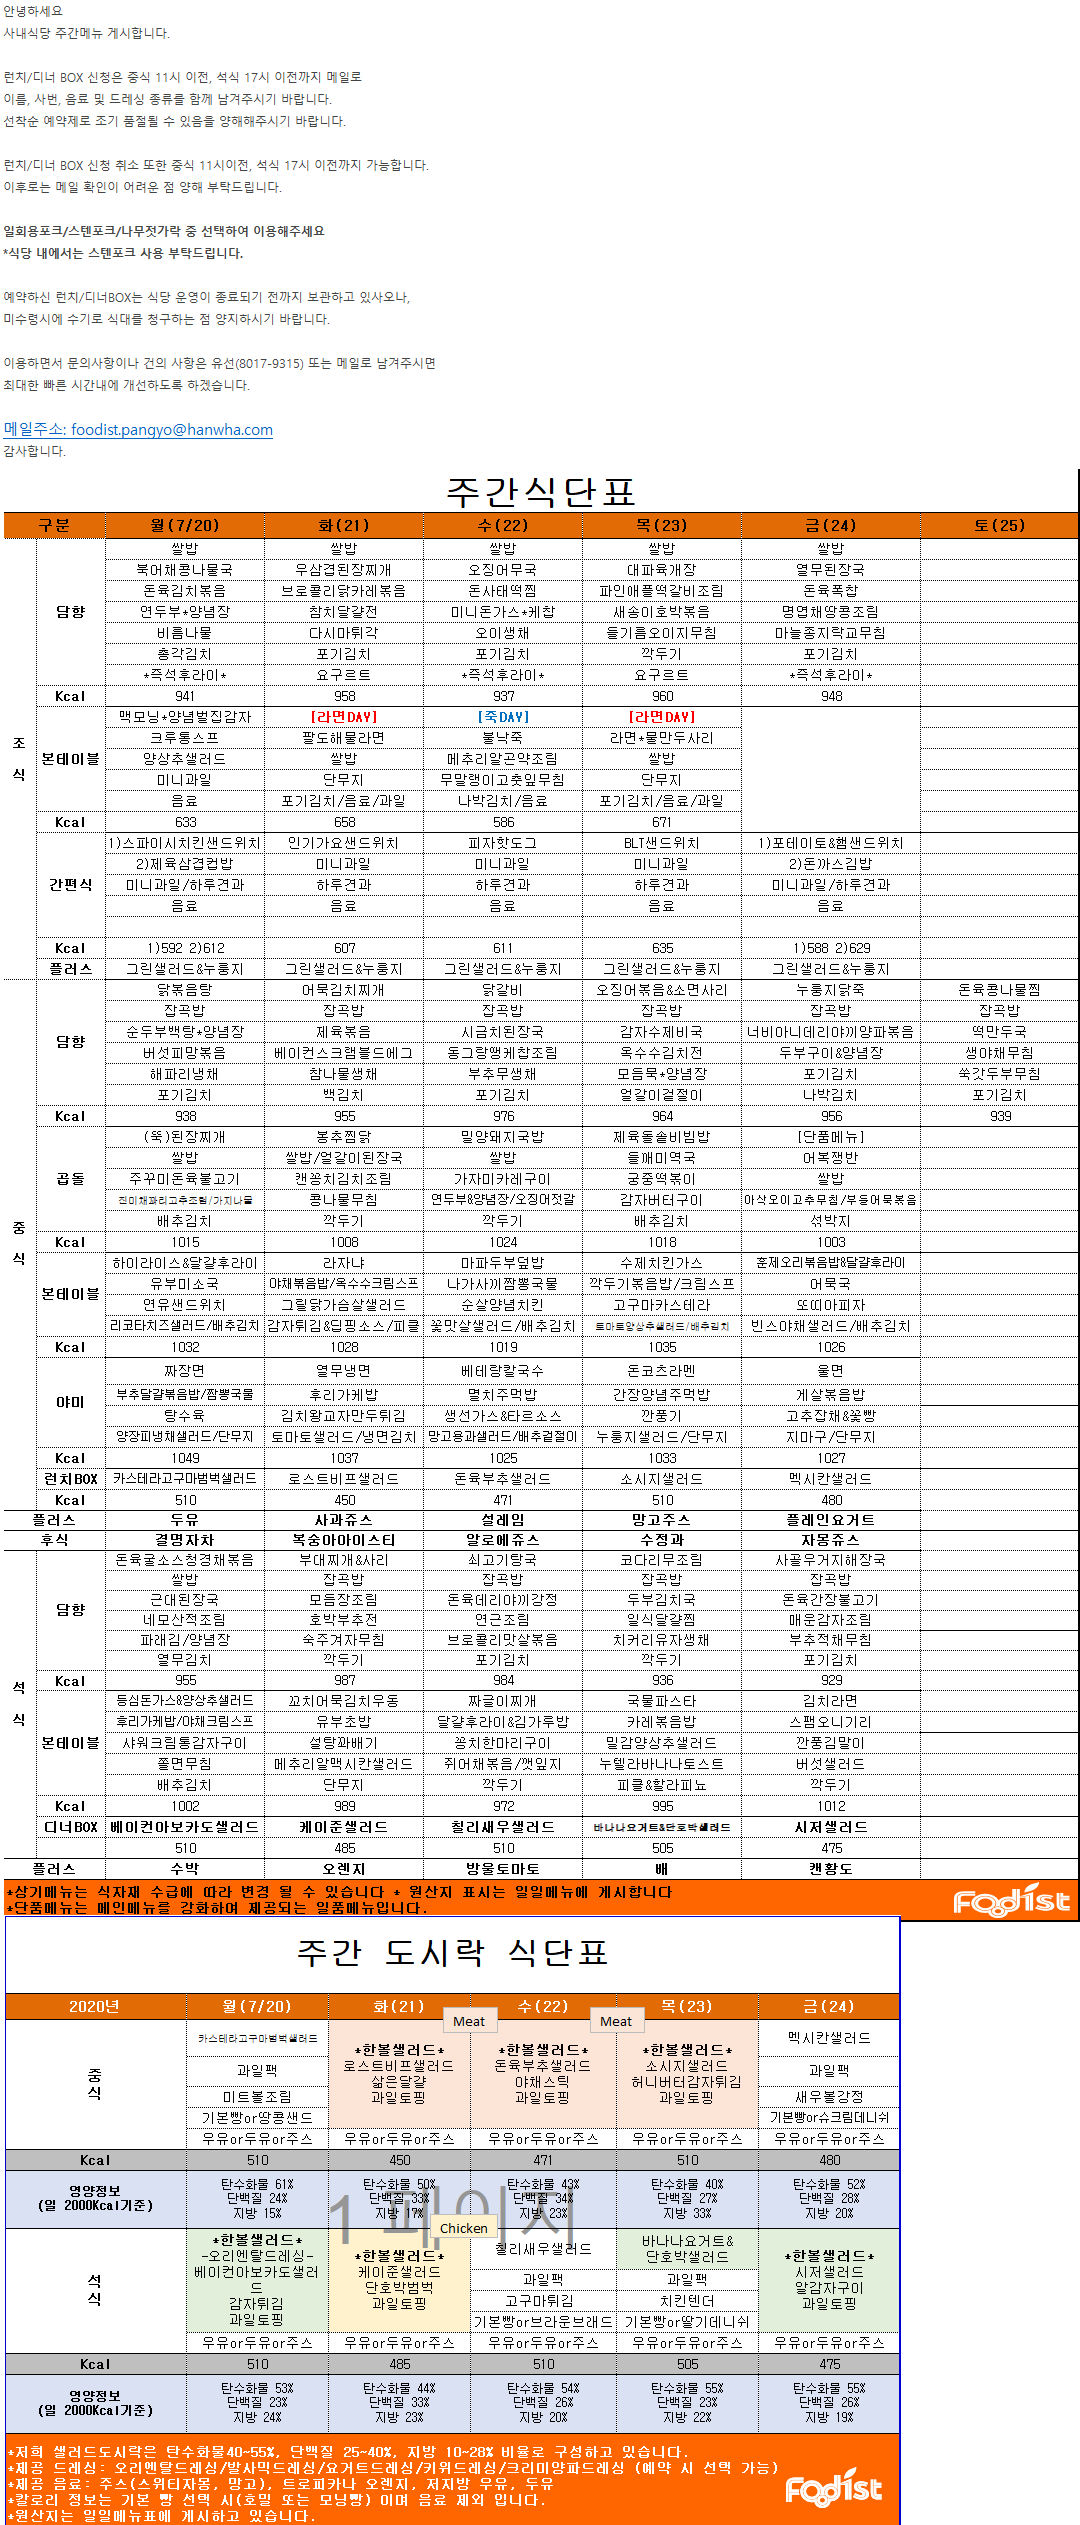 안녕하세요
사내식당 주간메뉴 게시합니다.
런치/디너 BOX 신청은 중식 11시 이전, 석식 17시 이전까지 메일로
이름, 사번, 음료 및 드레싱 종류를 함께 남겨주시기 바랍니다.
선착순 예약제로 조기 품절될 수 있음을 양해해주시기 바랍니다.
런치/디너 BOX 신청 취소 또한 중식 11시이전, 석식 17시 이전까지 가능합니다.
이후로는 메일 확인이 어려운 점 양해 부탁드립니다.
일회용포크/스텐포크/나무젓가락 중 선택하여 이용해주세요
*식당 내에서는 스텐포크 사용 부탁드립니다.
예약하신 런치/디너BOX는 식당 운영이 종료되기 전까지 보관하고 있사오나,
미수령시에 수기로 식대를 청구하는 점 양지하시기 바랍니다.
이용하면서 문의사항이나 건의 사항은 유선(8017-9315) 또는 메일로 남겨주시면
최대한 빠른 시간내에 개선하도록 하겠습니다.
메일주소: foodist.pangyo@hanwha.com
감사합니다.
주간식단표
구분 월(7/20) 화(21) 수(22) 목(23) 금(24) 토(25)
조식
담향 쌀밥 쌀밥 쌀밥 쌀밥 쌀밥
북어채콩나물국 우삼겹된장찌개 오징어무국 대파육개장 열무된장국
돈육김치볶음 브로콜리닭카레볶음 돈사태떡찜 파인애플떡갈비조림 돈육폭찹
연두부*양념장 참치달걀전 미니돈가스*케찹 새송이호박볶음 명엽채땅콩조림
비름나물 다시마튀각 오이생채 들기름오이지무침 마늘종지락교무침
총각김치 포기김치 포기김치 깍두기 포기김치
*즉석후라이* 요구르트 *즉석후라이* 요구르트 *즉석후라이*
Kcal 941 958 937 960 948
본테이블 맥모닝*양념벌집감자 [라면DAY] [죽DAY] [라면DAY]
크루통스프 팔도해물라면 불낙죽 라면*물만두사리
양상추샐러드 쌀밥 메추리알곤약조림 쌀밥
미니과일 단무지 무말랭이고춧잎무침 단무지
음료 포기김치/음료/과일 나박김치/음료 포기김치/음료/과일
Kcal 633 658 586 671
간편식 1)스파이시치킨샌드위치 인기가요샌드위치 피자핫도그 BLT샌드위치 1)포테이토&햄샌드위치
2)제육삼겹컵밥 미니과일 미니과일 미니과일 2)돈까스김밥
미니과일/하루견과 하루견과 하루견과 하루견과 미니과일/하루견과
음료 음료 음료 음료 음료
Kcal 1)592 2)612 607 611 635 1)588 2)629
플러스 그린샐러드&누룽지 그린샐러드&누룽지 그린샐러드&누룽지 그린샐러드&누룽지 그린샐러드&누룽지
중식
담향 닭볶음탕 어묵김치찌개 닭갈비 오징어볶음&소면사리 누룽지닭죽 돈육콩나물찜
잡곡밥 잡곡밥 잡곡밥 잡곡밥 잡곡밥 잡곡밥
순두부백탕*양념장 제육볶음 시금치된장국 감자수제비국 너비아니데리야끼양파볶음 떡만두국
버섯피망볶음 베이컨스크램블드에그 동그랑땡케찹조림 옥수수김치전 두부구이&양념장 생야채무침
해파리냉채 참나물생채 부추무생채 모듬묵*양념장 포기김치 쑥갓두부무침
포기김치 백김치 포기김치 얼갈이겉절이 나박김치 포기김치
Kcal 938 955 976 964 956 939
곱돌 (뚝)된장찌개 봉추찜닭 밀양돼지국밥 제육돌솥비빔밥 [단품메뉴]
쌀밥 쌀밥/얼갈이된장국 쌀밥 들깨미역국 어복쟁반
주꾸미돈육불고기 캔꽁치김치조림 가자미카레구이 궁중떡볶이 쌀밥
진미채꽈리고추조림/가지나물 콩나물무침 연두부&양념장/오징어젓갈 감자버터구이 아삭오이고추무침/부들어묵볶음
배추김치 깍두기 깍두기 배추김치 섞박지
Kcal 1015 1008 1024 1018 1003
본테이블 하이라이스&달걀후라이 라자냐 마파두부덮밥 수제치킨가스 훈제오리볶음밥&달걀후라이
유부미소국 야채볶음밥/옥수수크림스프 나가사끼짬뽕국물 깍두기볶음밥/크림스프 어묵국
연유샌드위치 그릴닭가슴살샐러드 순살양념치킨 고구마카스테라 또띠아피자
리코타치즈샐러드/배추김치 감자튀김&딥핑소스/피클 꽃맛살샐러드/배추김치 토마토양상추샐러드/배추김치 빈스야채샐러드/배추김치
Kcal 1032 1028 1019 1035 1026
야미 짜장면 열무냉면 베테랑칼국수 돈코츠라멘 울면
부추달걀볶음밥/짬뽕국물 후리가케밥 멸치주먹밥 간장양념주먹밥 게살볶음밥
탕수육 김치왕교자만두튀김 생선가스&타르소스 깐풍기 고추잡채&꽃빵
양장피냉채샐러드/단무지 토마토샐러드/냉면김치 망고용과샐러드/배추겉절이 누룽지샐러드/단무지 지마구/단무지
Kcal 1049 1037 1025 1033 1027
런치BOX 카스테라고구마범벅샐러드 로스트비프샐러드 돈육부추샐러드 소시지샐러드 멕시칸샐러드
Kcal 510 450 471 510 480
플러스 두유 사과쥬스 설레임 망고주스 플레인요거트
후식 결명자차 복숭아아이스티 알로에쥬스 수정과 자몽쥬스
석식
담향 돈육굴소스청경채볶음 부대찌개&사리 쇠고기탕국 코다리무조림 사골우거지해장국
쌀밥 잡곡밥 잡곡밥 잡곡밥 잡곡밥
근대된장국 모듬장조림 돈육데리야끼강정 두부김치국 돈육간장불고기
네모산적조림 호박부추전 연근조림 일식달걀찜 매운감자조림
파래김/양념장 숙주겨자무침 브로콜리맛살볶음 치커리유자생채 부추적채무침
열무김치 깍두기 포기김치 깍두기 포기김치
Kcal 955 987 984 936 929
본테이블 등심돈가스&양상추샐러드 꼬치어묵김치우동 짜글이찌개 국물파스타 김치라면
후리가케밥/야채크림스프 유부초밥 달걀후라이&김가루밥 카레볶음밥 스팸오니기리
샤워크림통감자구이 설탕꽈배기 꽁치한마리구이 밀감양상추샐러드 깐풍김말이
쫄면무침 메추리알맥시칸샐러드 쥐어채볶음/깻잎지 누텔라바나나토스트 버섯샐러드
배추김치 단무지 깍두기 피클&할라피뇨 깍두기
Kcal 1002 989 972 995 1012
디너BOX 베이컨아보카도샐러드 케이준샐러드 칠리새우샐러드 바나나요거트&단호박샐러드 시저샐러드
510 485 510 505 475
플러스 수박 오렌지 방울토마토 배 캔황도
*상기메뉴는 식자재 수급에 따라 변경 될 수 있습니다 * 원산지 표시는 일일메뉴에 게시합니다
*단품메뉴는 메인메뉴를 강화하여 제공되는 일품메뉴입니다.
Foodist
주간 도시락 식단표
2020년 월(7/20) 화(21) 수(22) 목(23) 금(24)
Meat Meat
중식
카스테라고구마범벅샐러드 *한볼샐러드* *한볼샐러드* *한볼샐러드* 멕시칸샐러드
과일팩 로스트비프샐러드 돈육부추샐러드 소시지샐러드 과일팩
미트볼조림 삶은달걀 야채스틱 허니버터감자튀김 새우볼강정
기본빵or땅콩샌드 과일토핑 과일토핑 과일토핑 기본빵or슈크림데니쉬
우유or두유or주스 우유or두유or주스 우유or두유or주스 우유or두유or주스 우유or두유or주스
Kcal 510 450 471 510 480
영양정보 탄수화물 61% 탄수화물 50% 탄수화물 43% 탄수화물 40% 탄수화물 52%
(일 2000Kcal기준) 단백질 24% 단백질 33% 단백질 34% 단백질 27% 단백질 28%
지방 15% 지방 17% 지방 23% 지방 33% 지방 20%
1 페이지
Chicken
석식
*한볼샐러드* *한볼샐러드* 칠리새우샐러드 바나나요거트& *한볼샐러드*
-오리엔탈드레싱- 케이준샐러드 과일팩 단호박샐러드 시저샐러드
베이컨아보카도샐러 단호박범벅 고구마튀김 과일팩 알감자구이
드 과일토핑 기본빵or브라운브래드 치킨텐더 과일토핑
감자튀김 기본빵or딸기데니쉬
과일토핑
우유or두유or주스 우유or두유or주스 우유or두유or주스 우유or두유or주스 우유or두유or주스
Kcal 510 485 510 505 475
영양정보 탄수화물 53% 탄수화물 44% 탄수화물 54% 탄수화물 55% 탄수화물 55%
(일 2000Kcal기준) 단백질 23% 단백질 33% 단백질 26% 단백질 23% 단백질 26%
지방 24% 지방 23% 지방 20% 지방 22% 지방 19%
*저희 샐러드도시락은 탄수화물40~55%, 단백질 25~40%, 지방 10~28% 비율로 구성하고 있습니다.
*제공 드레싱: 오리엔탈드레싱/발사믹드레싱/요거트드레싱/키위드레싱/크리미양파드레싱 (예약 시 선택 가능)
*제공 음료: 주스(스위티자몽, 망고), 트로피카나 오렌지, 저지방 우유, 두유
*칼로리 정보는 기본 빵 선택 시(호밀 또는 모닝빵) 이며 음료 제외 입니다.
*원산지는 일일메뉴표에 게시하고 있습니다.
Foodist